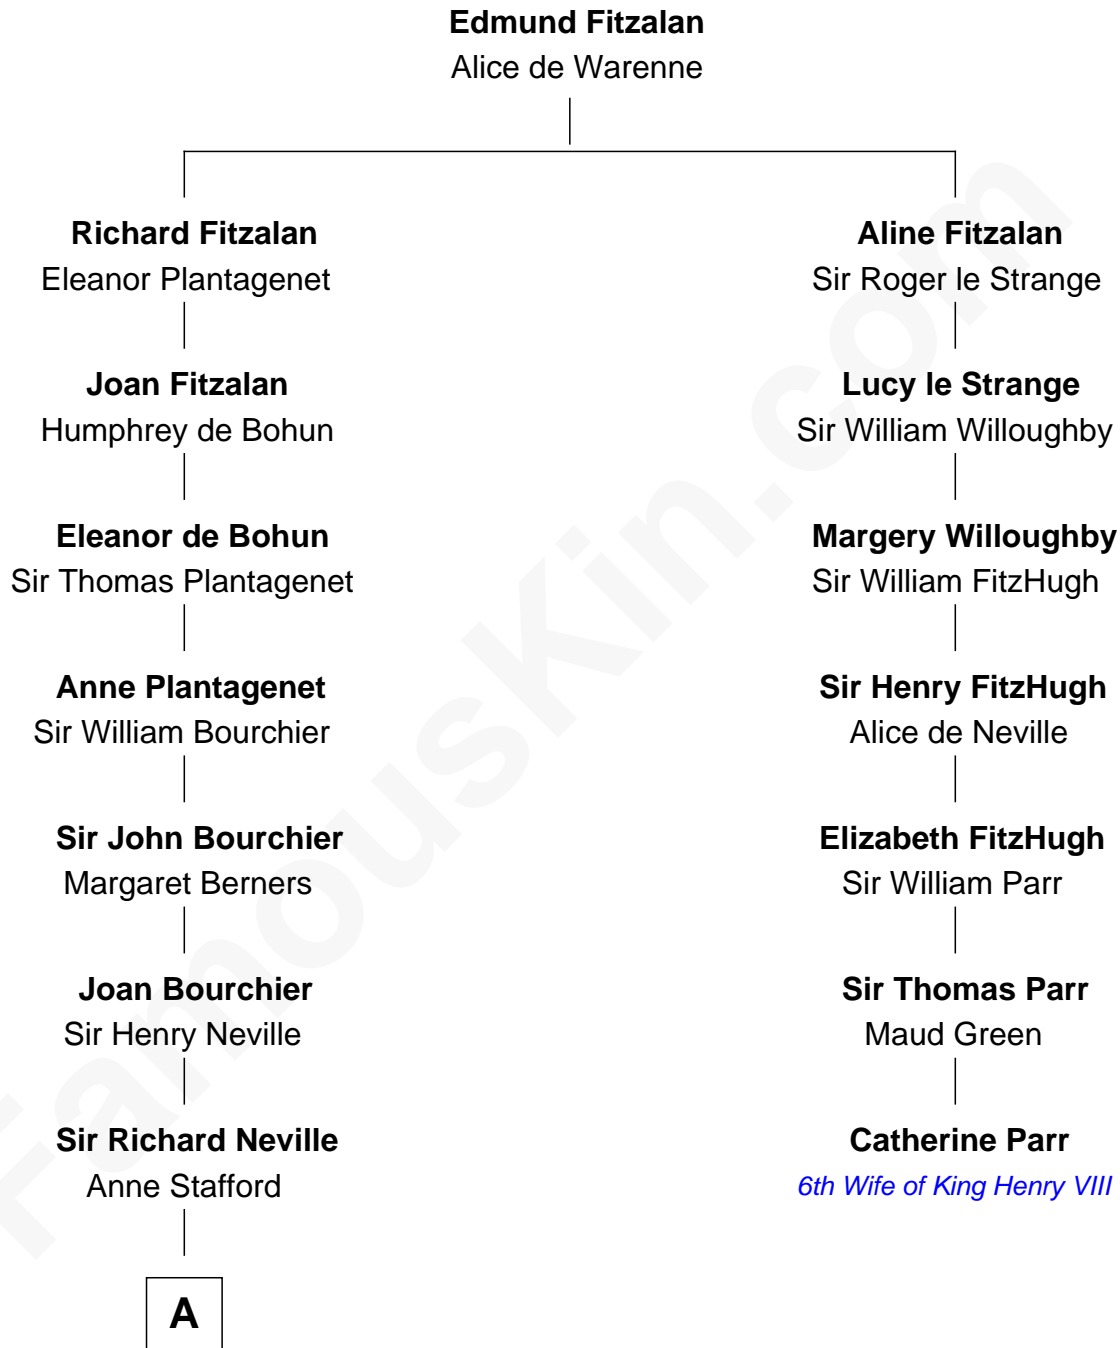 Edmund Fitzalan
Alice de Warenne
Richard Fitzalan
Eleanor Plantagenet
Joan Fitzalan
Humphrey de Bohun
Eleanor de Bohun
Sir Thomas Plantagenet
Anne Plantagenet
Sir William Bourchier
Sir John Bourchier
Margaret Berners
Joan Bourchier
Sir Henry Neville
Sir Richard Neville
Anne Stafford
A
Aline Fitzalan
Sir Roger le Strange
Lucy le Strange
Sir William Willoughby
Margery Willoughby
Sir William FitzHugh
Sir Henry FitzHugh
Alice de Neville
Elizabeth FitzHugh
Sir William Parr
Sir Thomas Parr
Maud Green
Catherine Parr
6th Wife of King Henry VIII
FamousKin.com